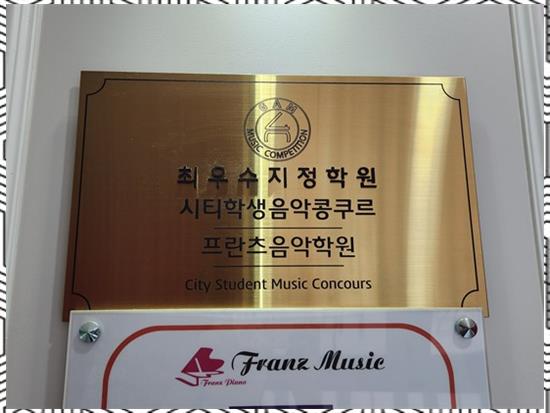 SAM
MUSIC COMPETITION
최우수지정학원
시티학생음악콩쿠르
프란츠음악학원
City Student Music Concours
Franz Music
Franz Piano